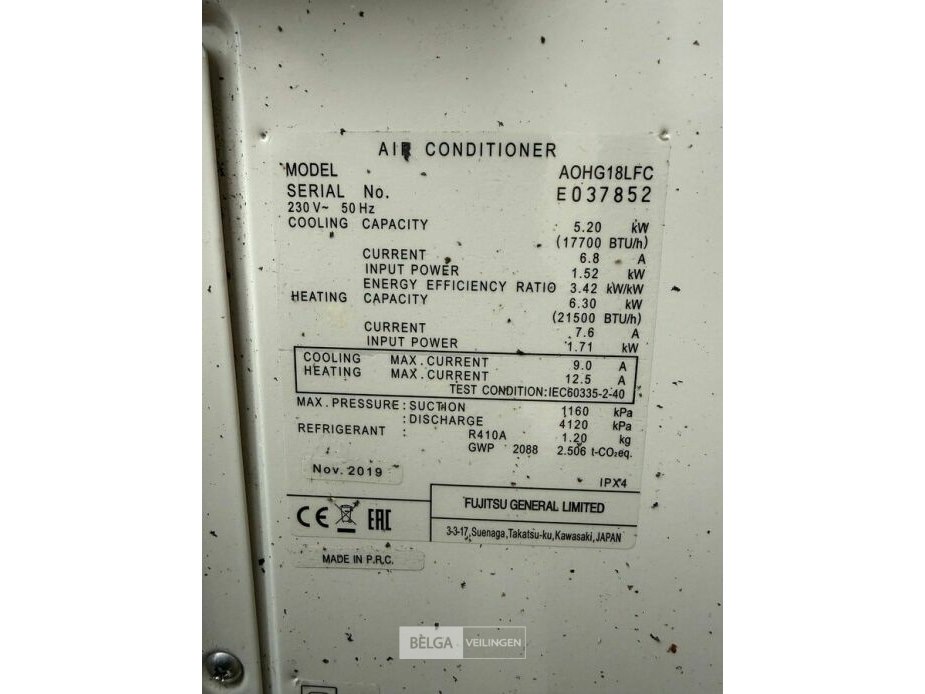 AIR CONDITIONER
MODEL AOHG18LFC
SERIAL No. E037852
230 V~ 50 Hz
COOLING CAPACITY 5.20 kW
(17700 BTU/h)
CURRENT 6.8 A
INPUT POWER 1.52 kW
ENERGY EFFICIENCY RATIO 3.42 kW/kW
HEATING CAPACITY 6.30 kW
(21500 BTU/h)
CURRENT 7.6 A
INPUT POWER 1.71 kW
COOLING MAX. CURRENT 9.0 A
HEATING MAX. CURRENT 12.5 A
TEST CONDITION:IEC60335-2-40
MAX. PRESSURE : SUCTION 1160 kPa
: DISCHARGE 4120 kPa
REFRIGERANT : R410A 1.20 kg
GWP 2088 2.506 t-CO₂eq.
Nov. 2019
IPX4
CE EAC
FUJITSU GENERAL LIMITED
3-3-17, Suenaga, Takatsu-ku, Kawasaki, JAPAN
MADE IN P.R.C.
BELGA VEILINGEN